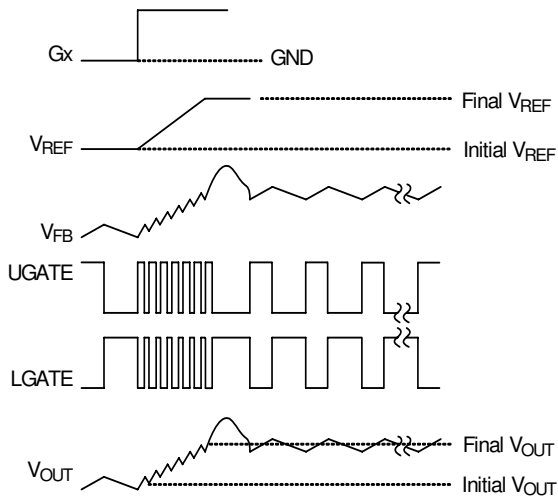 Gx
GND
Final VREF
VREF
Initial VREF
VFB
UGATE
LGATE
Final VOUT
VOUT
Initial VOUT